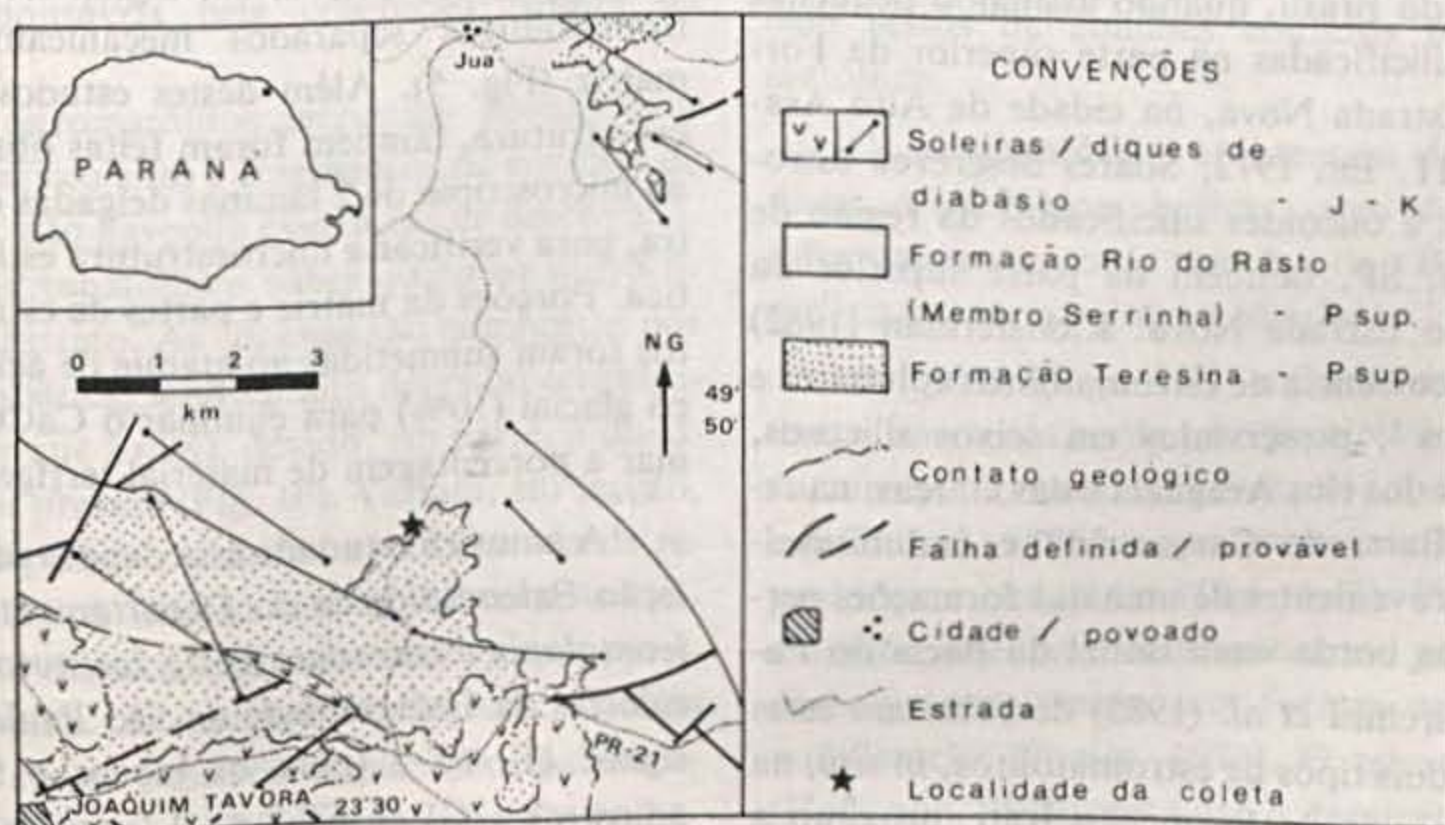 Jua
PARANÁ
0 1 2 3
km
NG
49°
50'
PR-21
JOAQUIM TAVORA 23°30'
CONVENÇÕES
Soleiras / diques de
diabásio - J - K
Formação Rio do Rasto
(Membro Serrinha) - P sup.
Formação Teresina - P sup
Contato geológico
Falha definida / provável
Cidade / povoado
Estrada
Localidade da coleta